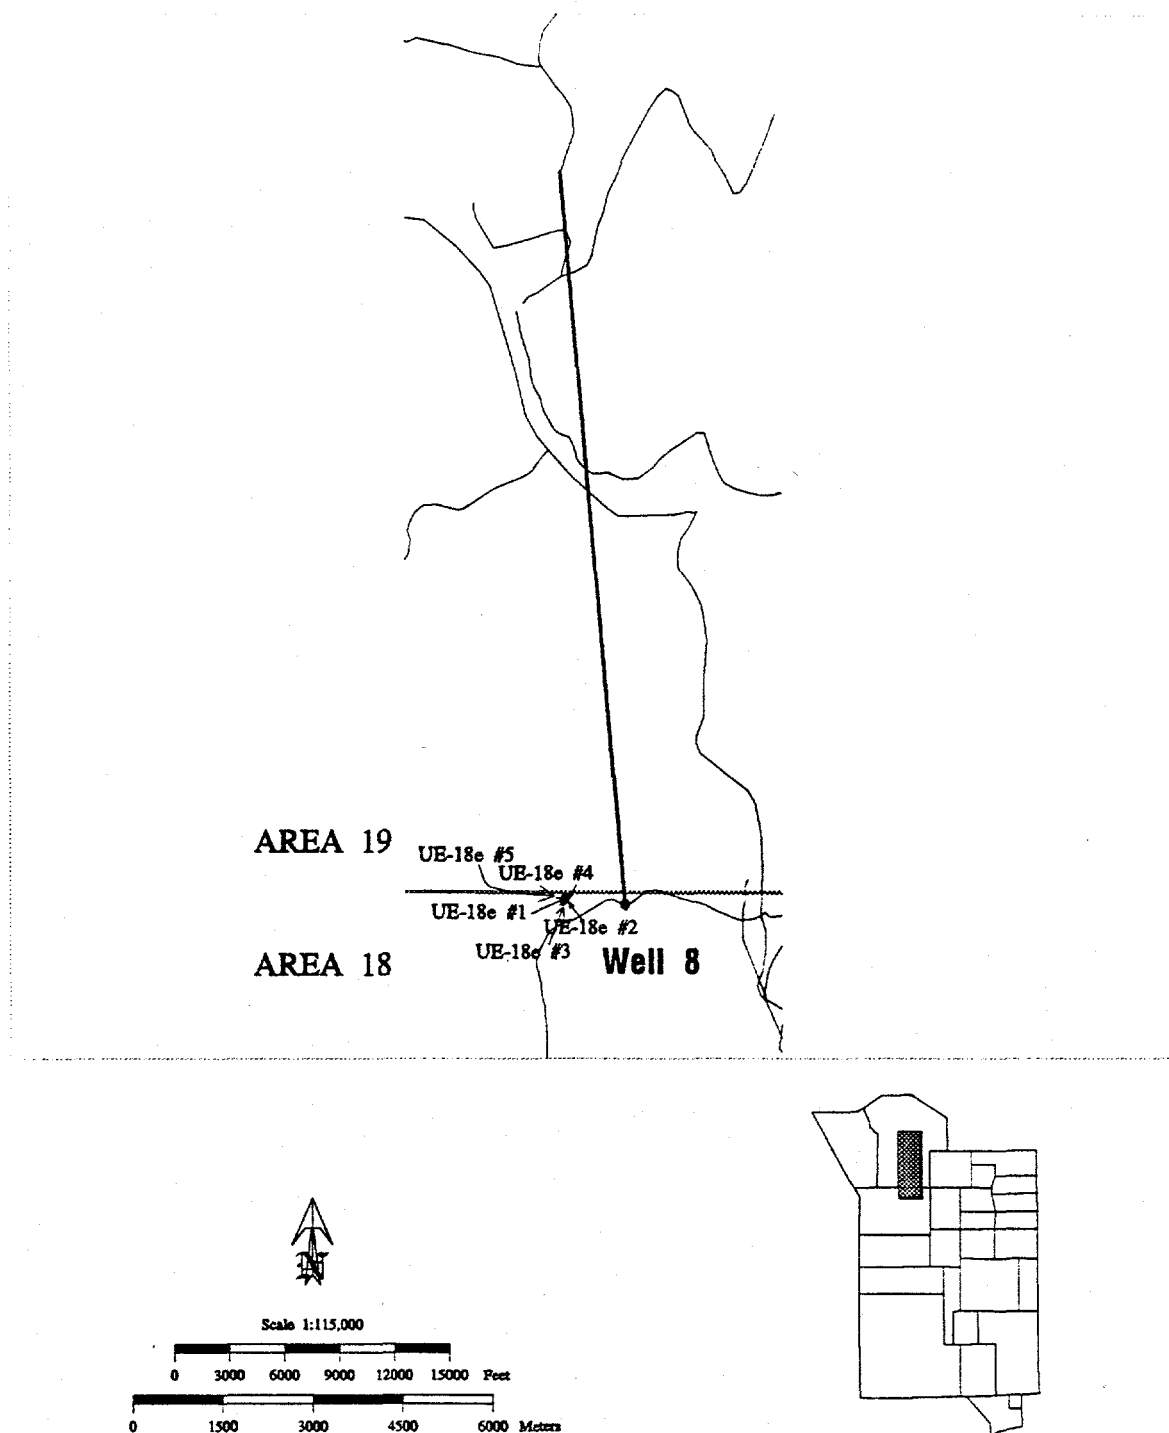 AREA 19
UE-18e #5
UE-18e #4
UE-18e #1
UE-18e #2
UE-18e #3
AREA 18
Well 8
N
Scale 1:115,000
0 3000 6000 9000 12000 15000 Feet
0 1500 3000 4500 6000 Meters